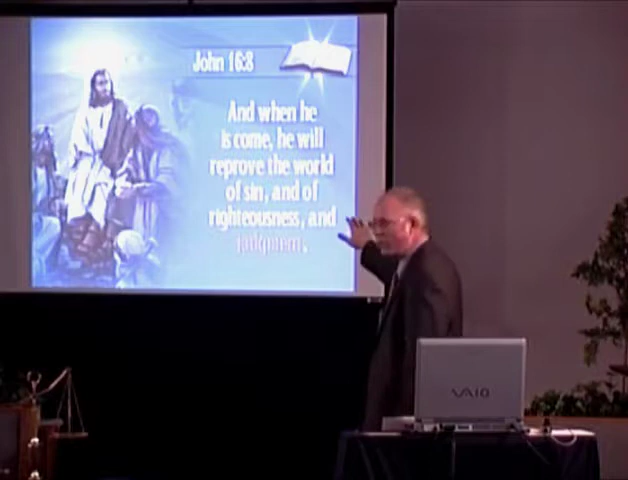 John 16:8
And when he
is come, he will
reprove the world
of sin, and of
righteousness, and
judgment.
VAIO